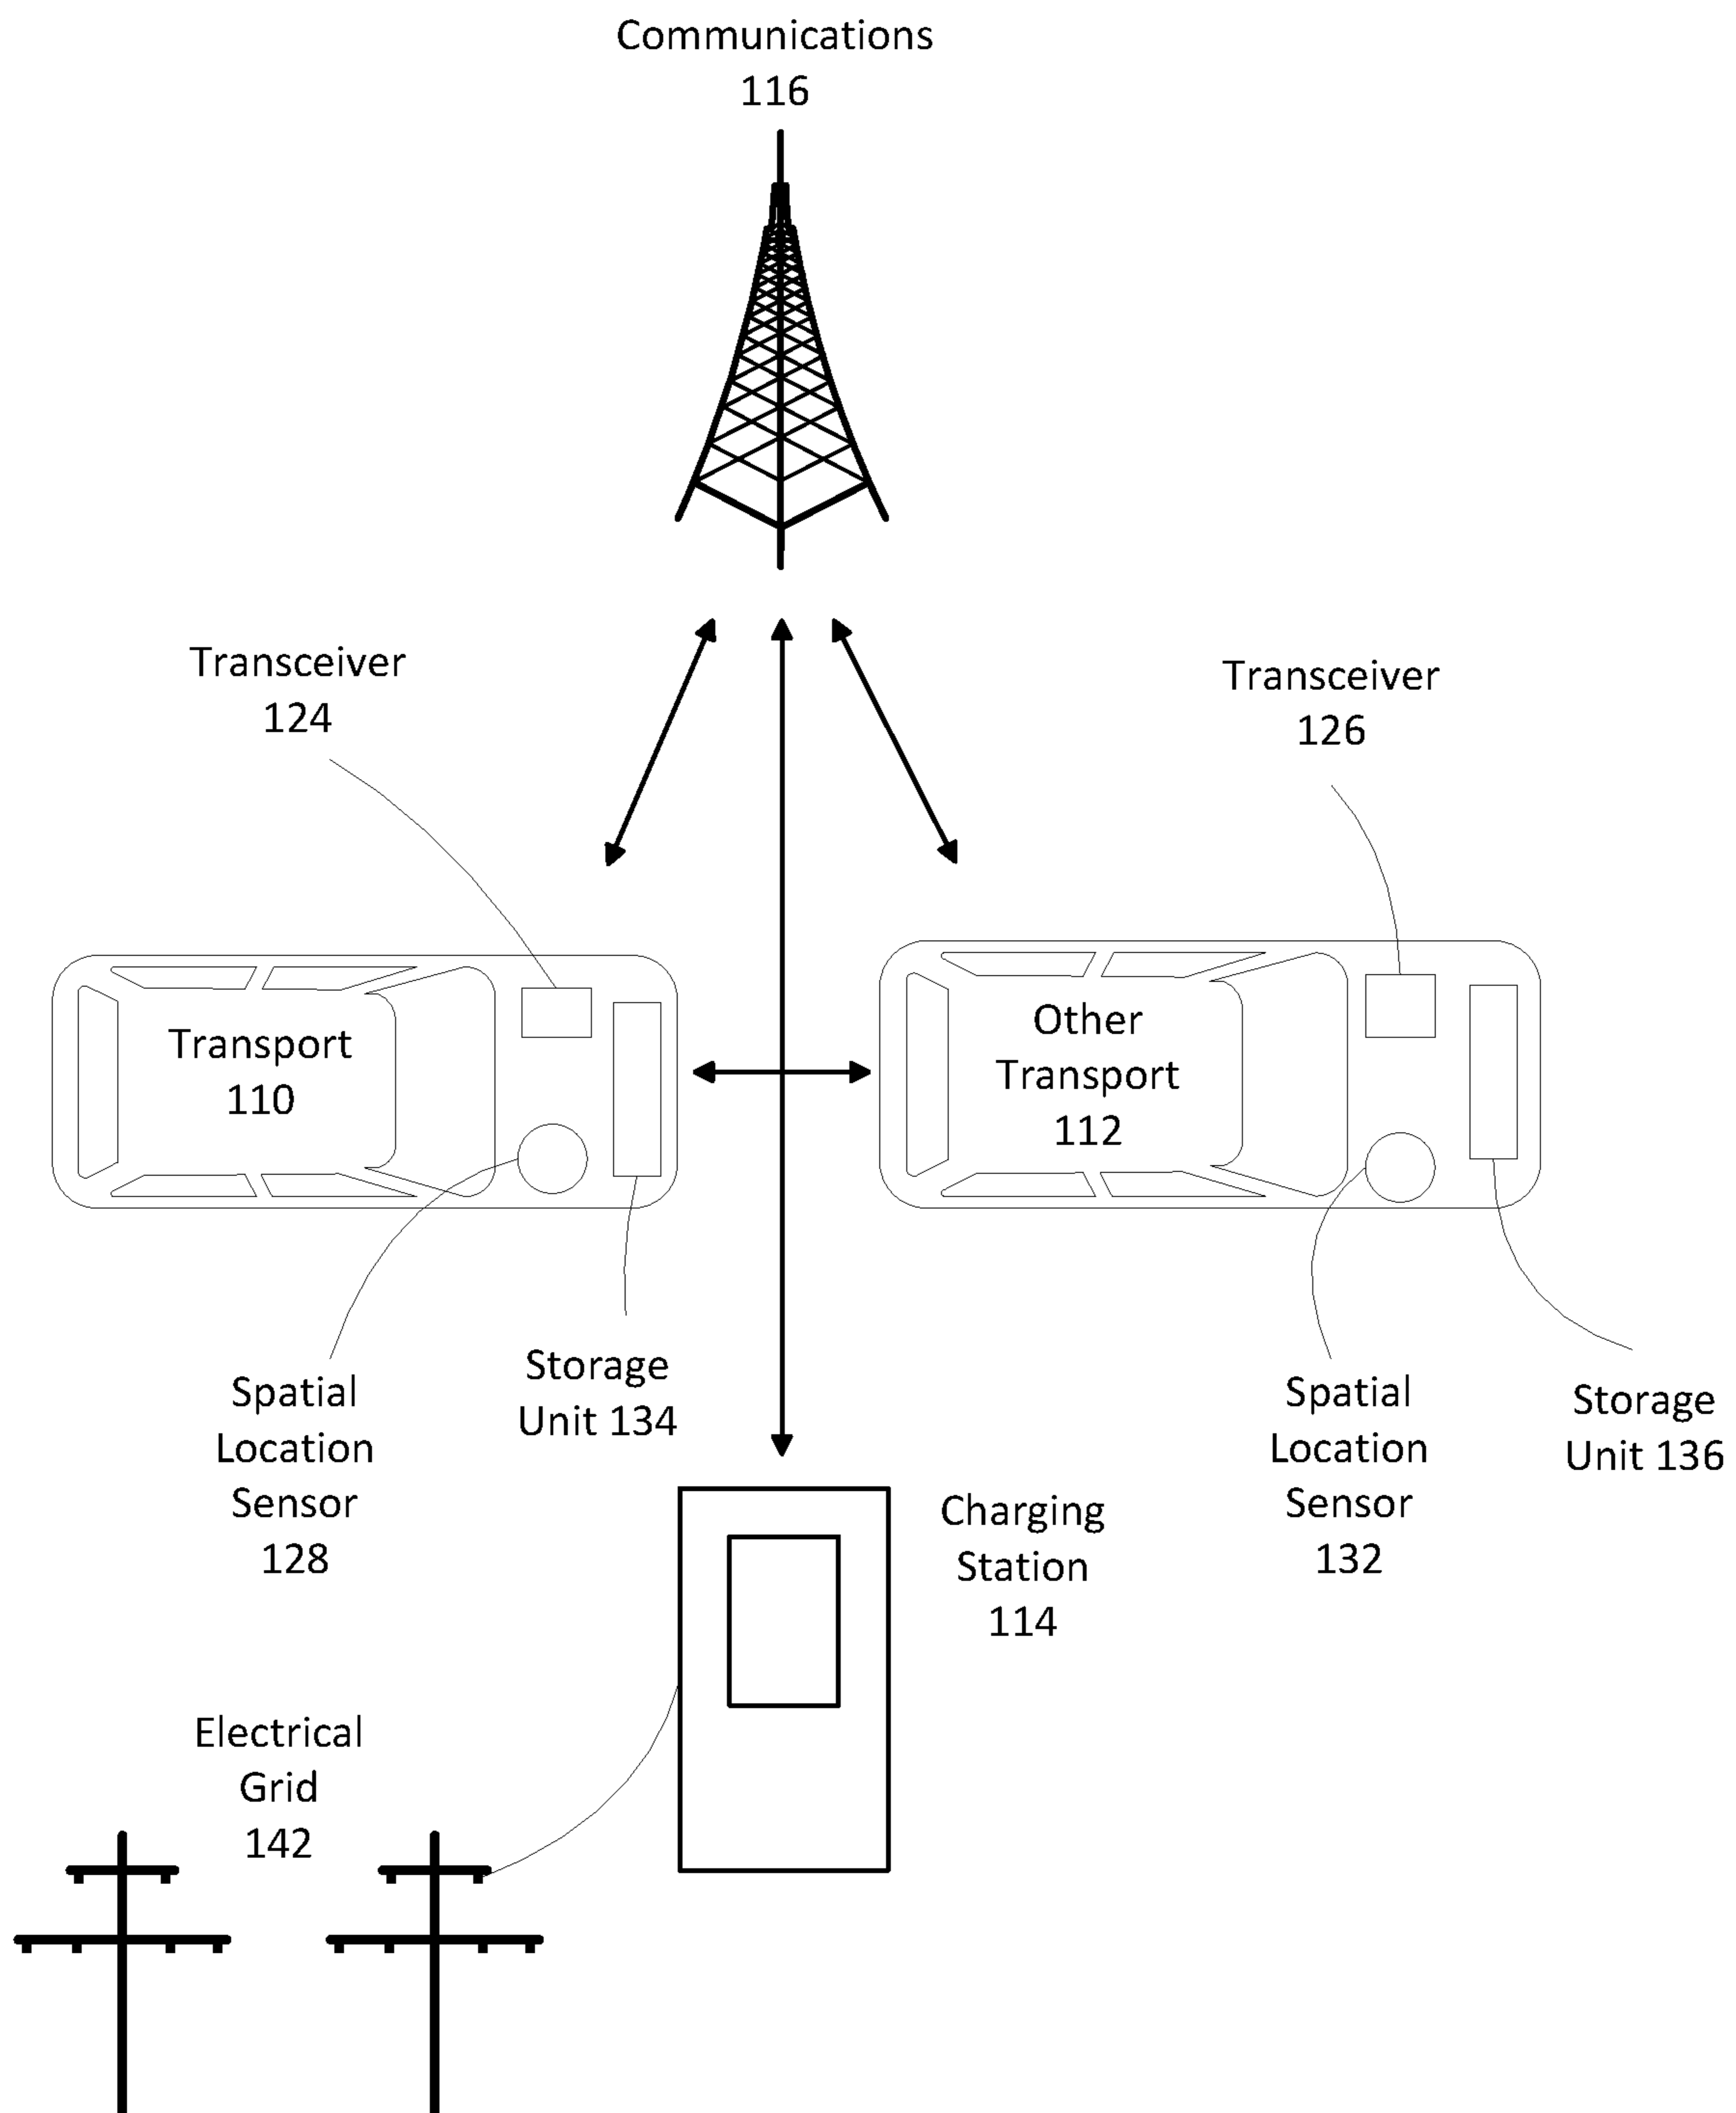 Communications
116
Transceiver
124
Transceiver
126
Transport
110
Other
Transport
112
Spatial
Location
Sensor
128
Storage
Unit 134
Spatial
Location
Sensor
132
Storage
Unit 136
Charging
Station
114
Electrical
Grid
142